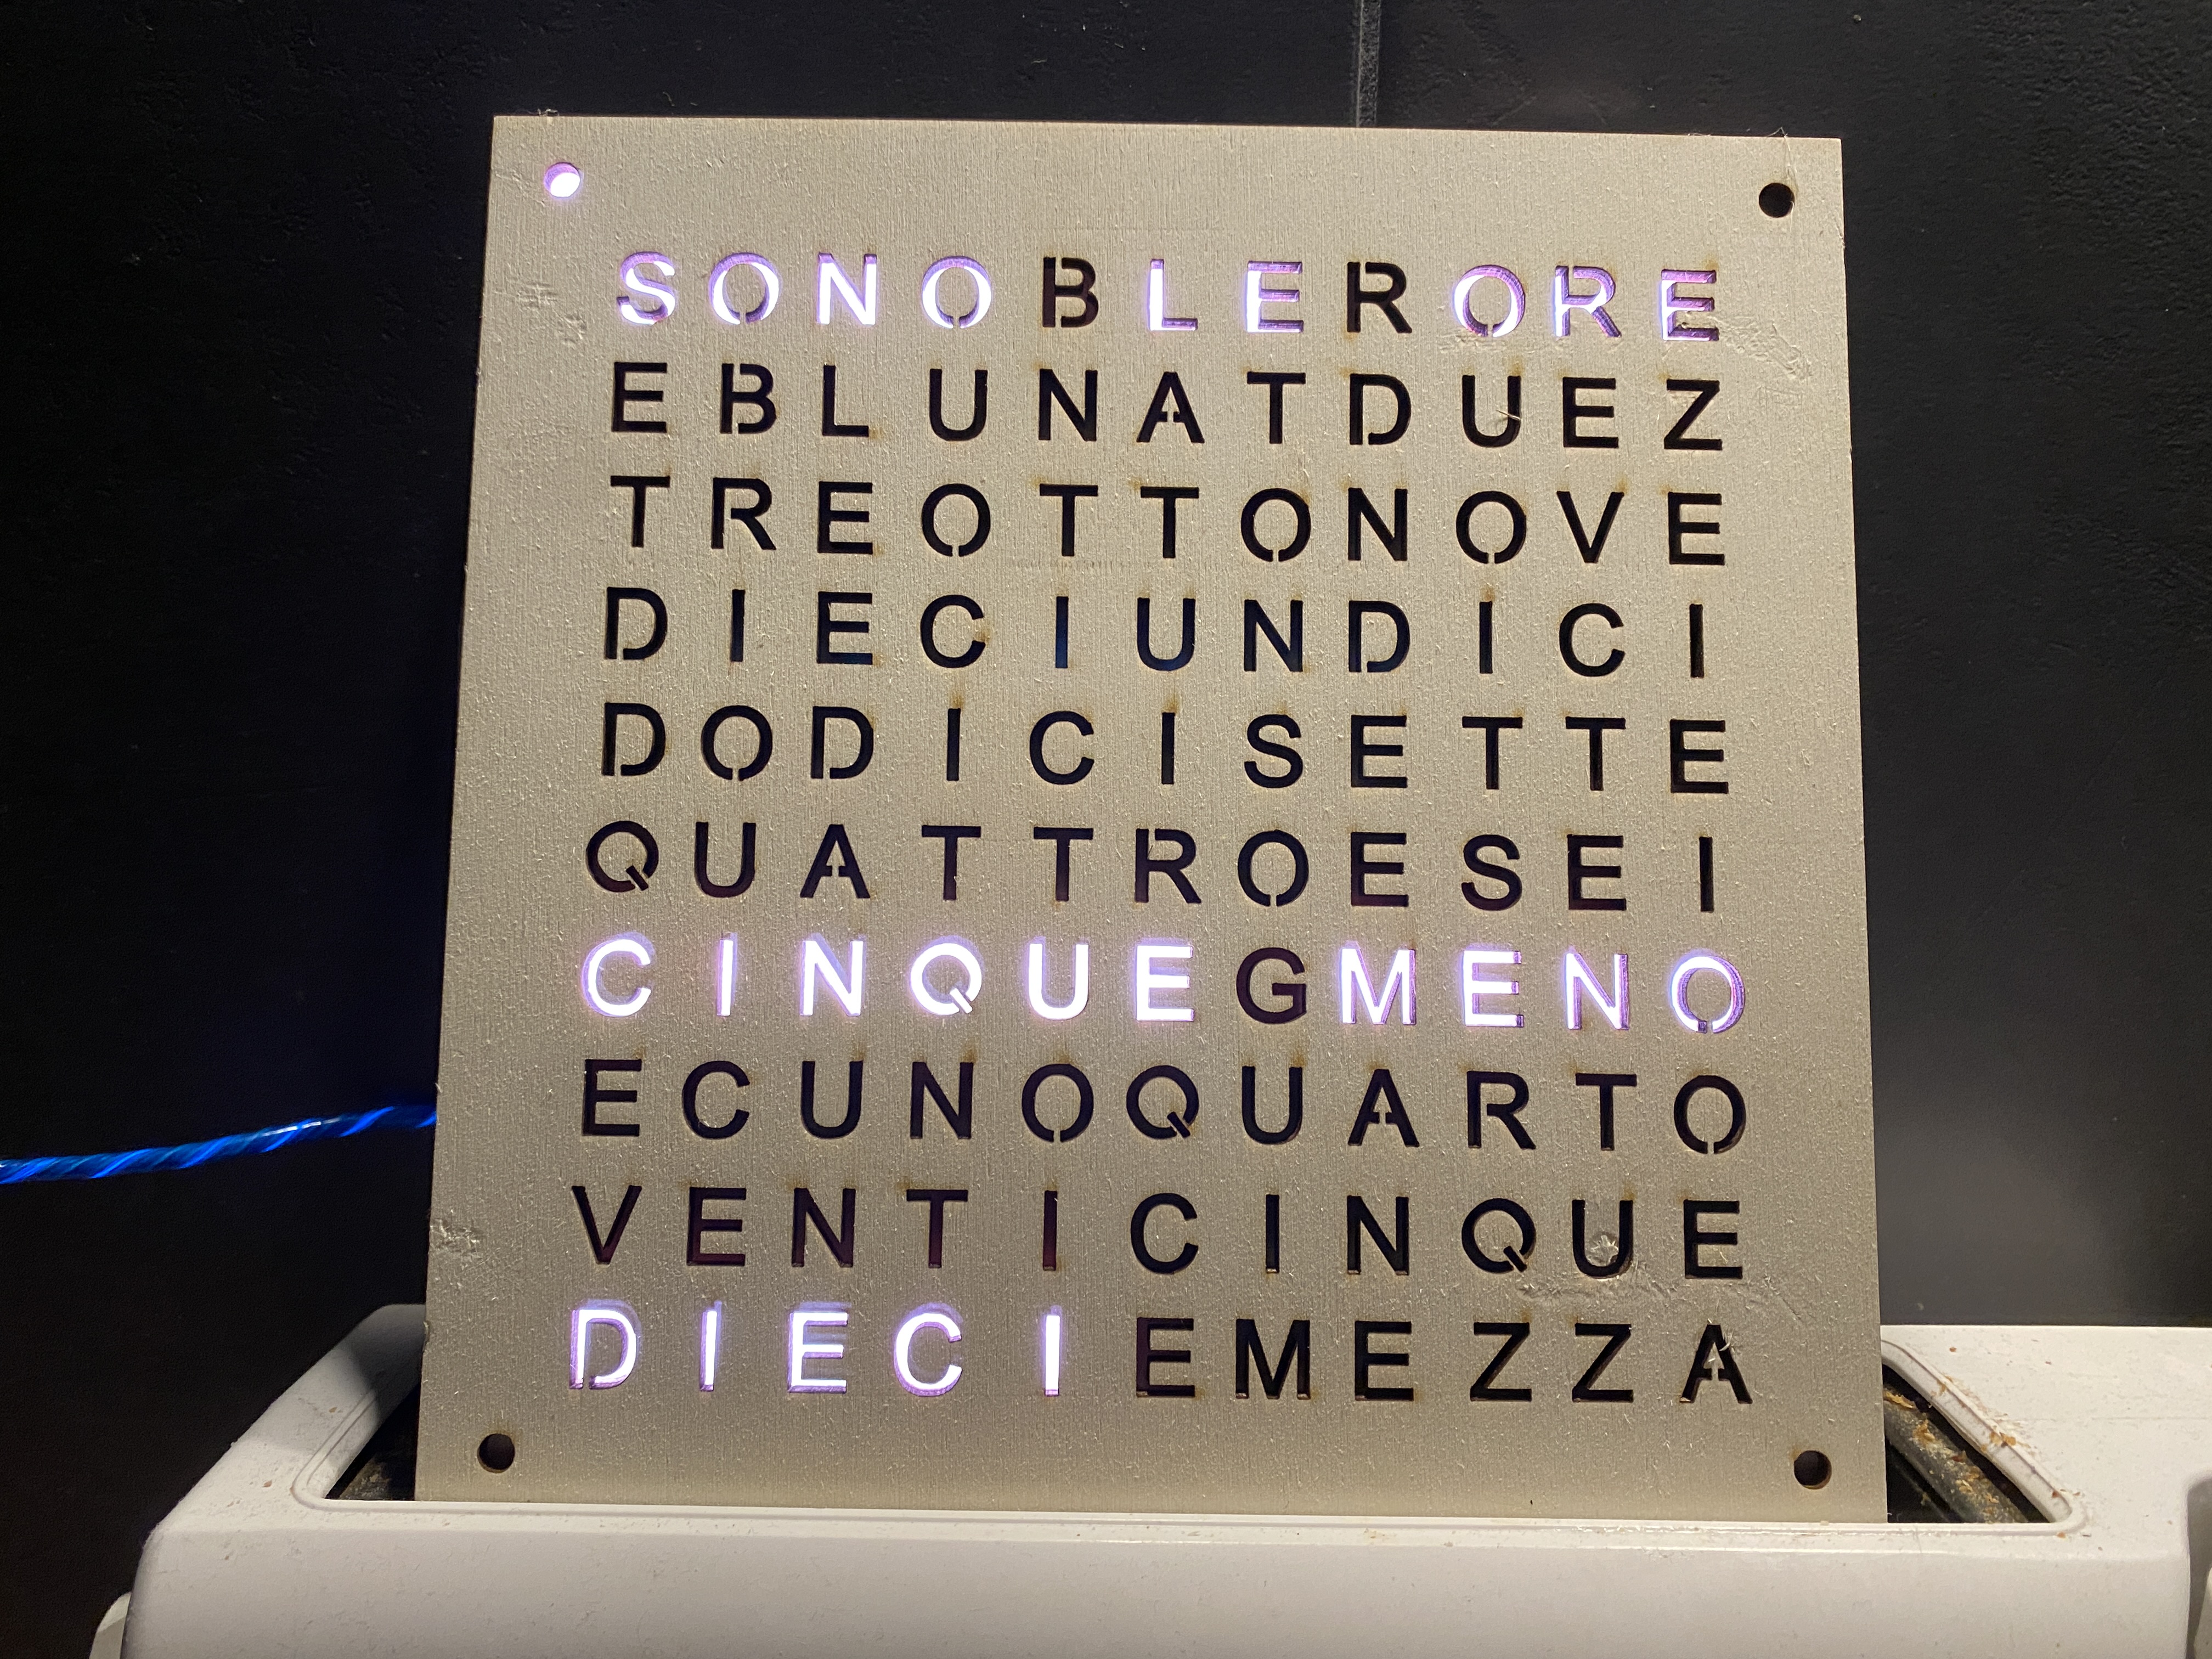 SONOBLERORE
EBLUNATDUEZ
TREOTTONOVE
DIECIUNDICI
DODICISETTE
QUATTROESEI
CINQUEGMENO
ECUNOQUARTO
VENTICINQUE
DIECIEMEZZA